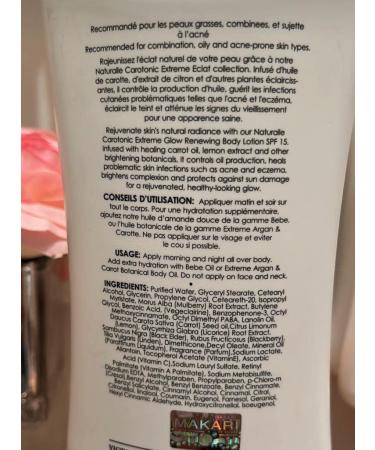 Recommandé pour les peaux grasses, combinees, et sujette
à l'acné
Recommended for combination, oily and acne-prone skin types.
Rajeunissez l'éclat naturel de votre peau grâce à notre
Naturalle Carotonic Extreme Eclat collection. Infusé d'huile
de carotte, d'extrait de citron et d'autres plantes éclaircissan-
tes, il contrôle la production d'huile, guérit les infections
cutanées problématiques telles que l'acné et l'eczéma,
éclaircit le teint et atténue les signes du vieillissement
pour une apparence saine.
Rejuvenate skin's natural radiance with our Naturalle
Carotonic Extreme Glow Renewing Body Lotion SPF 15.
Infused with healing carrot oil, lemon extract and other
brightening botanicals, it controls oil production, heals
problematic skin infections such as acne and eczema,
brightens complexion and protects against sun damage
for a rejuvenated, healthy-looking glow.
CONSEILS D'UTILISATION: Appliquer matin et soir sur
tout le corps. Pour une hydratation supplémentaire,
ajoutez notre huile d'amande douce de la gamme Bebe,
ou l'huile botanicale de la gamme Extreme Argan &
Carotte. Ne pas appliquer sur le visage et eviter
le cou si possible.
USAGE: Apply morning and night all over body.
Add extra hydration with Bebe Oil or Extreme Argan &
Carrot Botanical Body Oil. Do not apply on face and neck.
INGREDIENTS: Purified Water, Glyceryl Stearate, Cetearyl
Alcohol, Glycerin, Propylene Glycol, Ceteareth-20, Isopropyl
Myristate, Morus Alba (Mulberry) Root Extract, Butylene
Glycol, Benzoic Acid, (Vegeclairine), Benzophenone-3, Octyl
Methoxycinnamate, Octyl Dimethyl PABA, Lanolin Oil,
Daucus Carota Sativa (Carrot) Seed oil, Citrus Limonum
(Lemon), Glycyrrhiza Glabra (Licorice) Root Extract,
Sambucus Nigra (Black Elder), Rubus Fructicosus (Blackberry),
Tilia Vulgaris (Linden), Dimethicone, Decyl Oleate, Mineral Oil
(Paraffinum Liquidum), Fragrance (Parfum), Sodium Lactate,
Allantoin, Tocopherol Acetate (VitaminE), Ascorbic
Acid (Vitamin C), Sodium Lauryl Sulfate, Retinyl
Palmitate (Vitamin A Palmitate), Sodium Metabisulfite,
Disodium EDTA, Methylparaben, Propylparaben, p-Chloro-m
(Cresol), Benzyl Alcohol, Benzyl Benzoate, Benzyl Cinnamate,
Benzyl Salicylate, Cinnamyl Alcohol, Cinnamal, Citral,
Citronellol, Linalool, Coumarin, Eugenol, Farnesol, Geraniol,
Hexyl Cinnamic Aldehyde, Hydroxycitronellal, Isoeugenol.
MAKARI